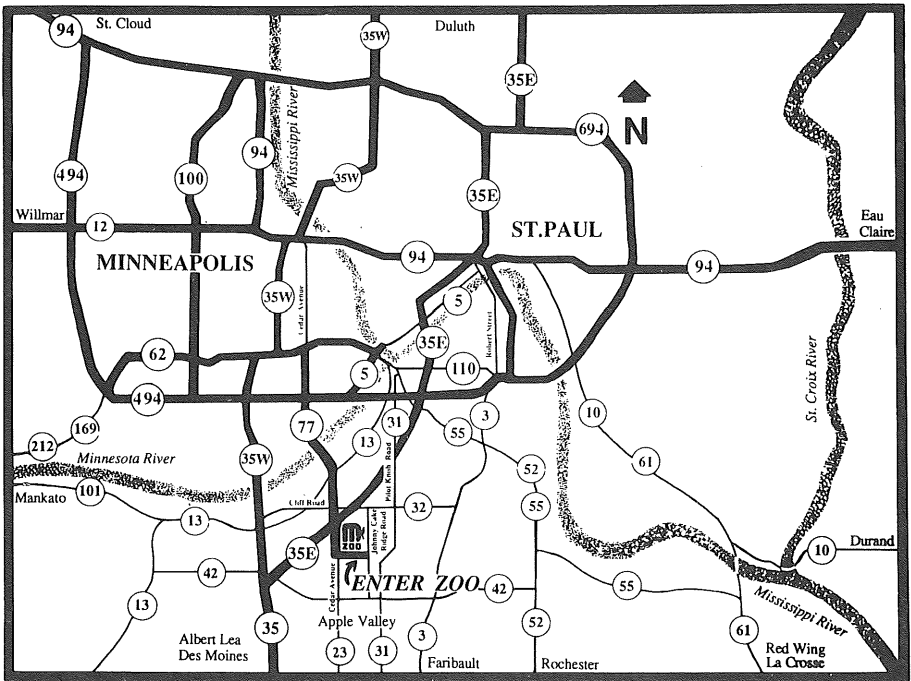 94
St. Cloud
35W
Duluth
35E
N
694
Mississippi River
94
494
100
35W
35E
Willmar
12
ST.PAUL
Eau
Claire
MINNEAPOLIS
94
94
35W
Cedar Avenue
5
Robert Street
35E
62
5
110
St. Croix River
494
77
31
3
10
169
212
13
55
Minnesota River
35W
Pilot Knob Road
52
61
Mankato
101
Cliff Road
32
55
13
MN
ZOO
Johnny Cake
Ridge Road
35E
10
Durand
42
ENTER ZOO
42
55
13
Cedar Avenue
Mississippi River
Apple Valley
35
3
52
61
Albert Lea
Des Moines
23
31
Faribault
Rochester
Red Wing
La Crosse